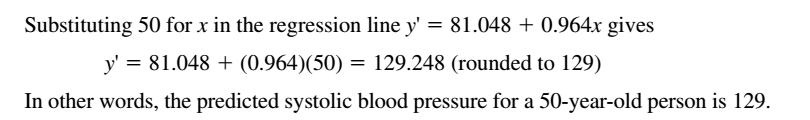 Substituting 50 for x in the regression line y' = 81.048 + 0.964x gives
y' = 81.048 + (0.964)(50) = 129.248 (rounded to 129)
In other words, the predicted systolic blood pressure for a 50-year-old person is 129.